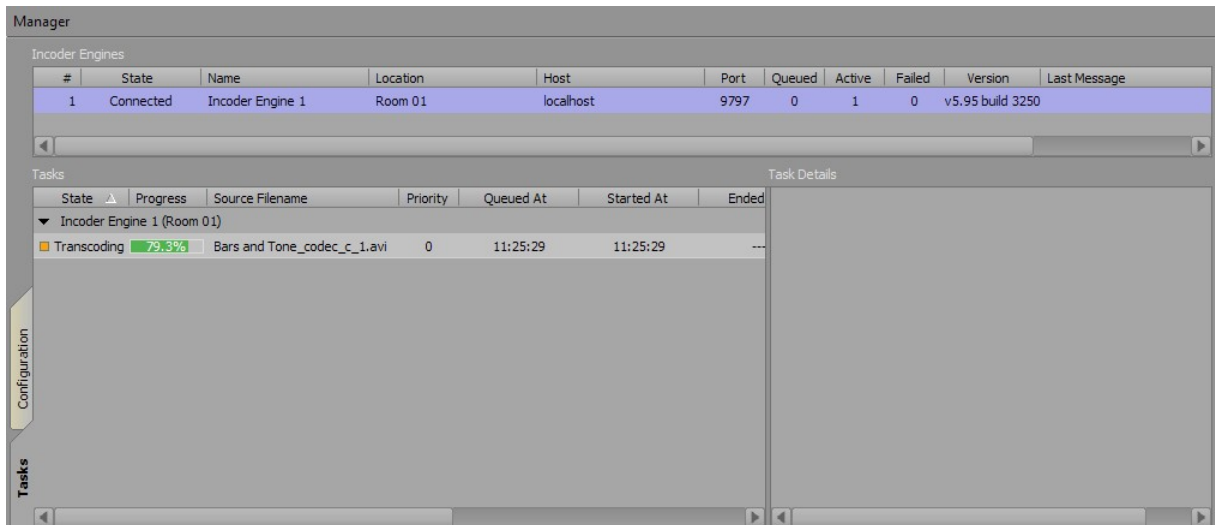 Manager
Incoder Engines
# State Name Location Host Port Queued Active Failed Version Last Message
1 Connected Incoder Engine 1 Room 01 localhost 9797 0 1 0 v5.95 build 3250
Tasks Task Details
State Progress Source Filename Priority Queued At Started At Ended
Incoder Engine 1 (Room 01)
Transcoding 79.3% Bars and Tone_codec_c_1.avi 0 11:25:29 11:25:29 ---
Configuration
Tasks